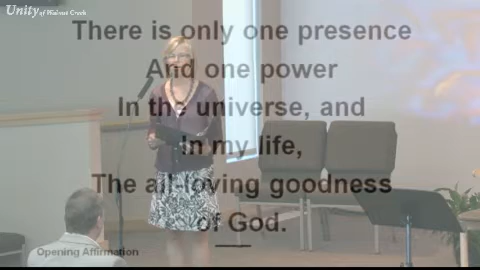 Unity of Walnut Creek
There is only one presence
And one power
In the universe, and
In my life,
The all-loving goodness
of God.
Opening Affirmation